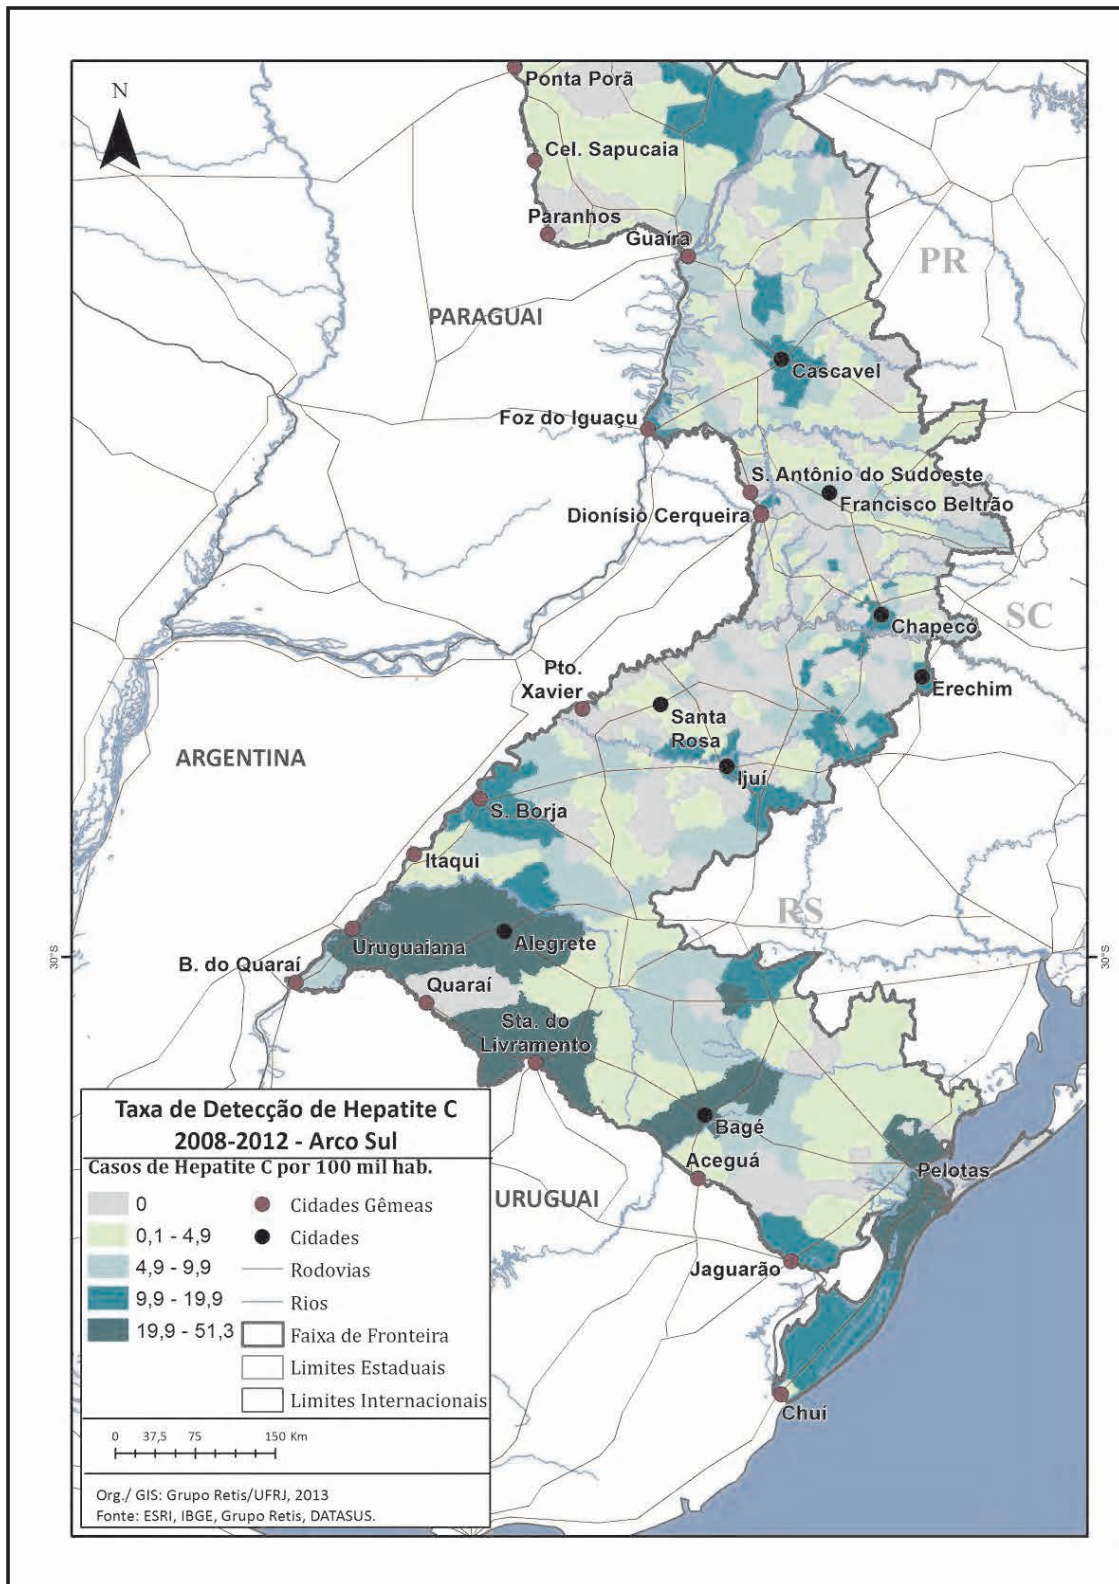 N
Ponta Porã
Cel. Sapucaia
Paranhos
Guaíra
PR
PARAGUAI
Cascavel
Foz do Iguaçu
S. Antônio do Sudoeste
Francisco Beltrão
Dionísio Cerqueira
SC
Chapecó
Pto.
Xavier
Erechim
Santa
Rosa
ARGENTINA
Ijuí
S. Borja
Itaqui
RS
Uruguaiana
Alegrete
30°S
30°S
B. do Quaraí
Quaraí
Sta. do
Livramento
Bagé
Aceguá
Pelotas
URUGUAI
Jaguarão
Chuí
Taxa de Detecção de Hepatite C
2008-2012 - Arco Sul
Casos de Hepatite C por 100 mil hab.
0
0,1 - 4,9
4,9 - 9,9
9,9 - 19,9
19,9 - 51,3
Cidades Gêmeas
Cidades
Rodovias
Rios
Faixa de Fronteira
Limites Estaduais
Limites Internacionais
0 37,5 75 150 Km
Org./ GIS: Grupo Retis/UFRJ, 2013
Fonte: ESRI, IBGE, Grupo Retis, DATASUS.